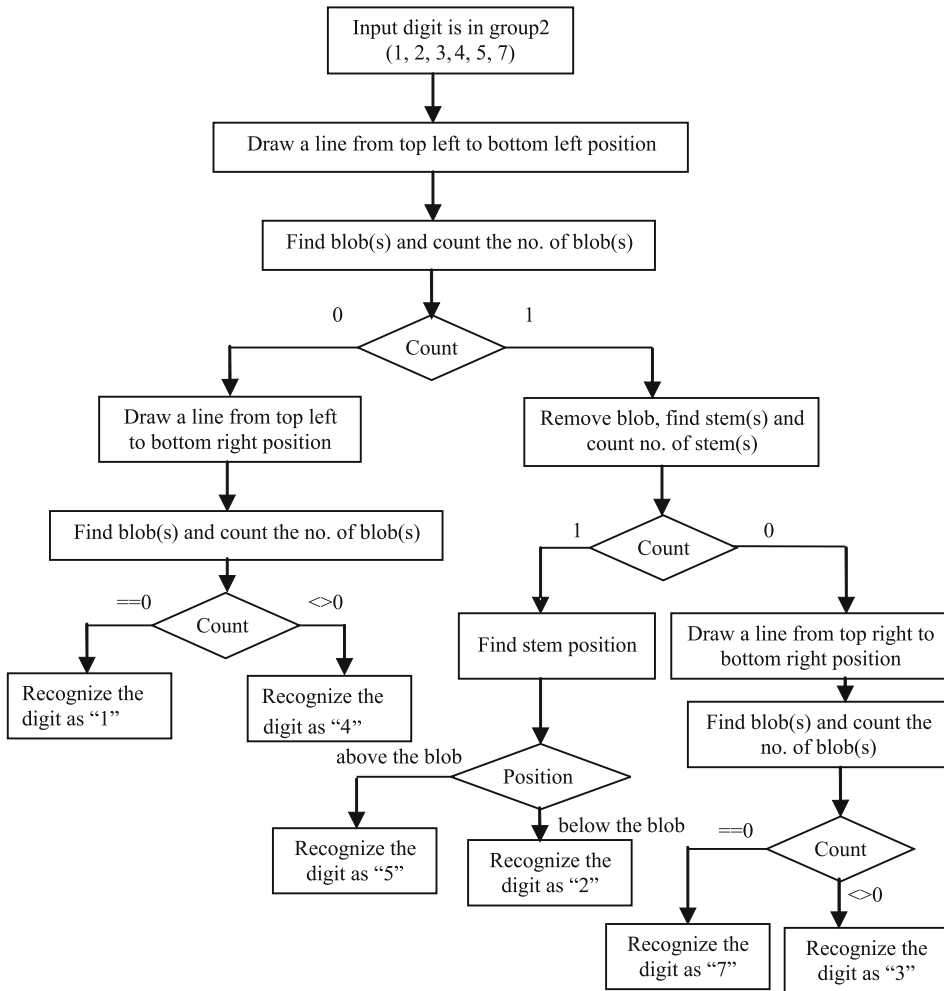 Input digit is in group2
(1, 2, 3, 4, 5, 7)
Draw a line from top left to bottom left position
Find blob(s) and count the no. of blob(s)
0
1
Count
Draw a line from top left
to bottom right position
Remove blob, find stem(s) and
count no. of stem(s)
Find blob(s) and count the no. of blob(s)
1
0
Count
==0
<>0
Count
Find stem position
Draw a line from top right to
bottom right position
Recognize the
digit as “1”
Recognize the
digit as “4”
Find blob(s) and count the
no. of blob(s)
above the blob
Position
below the blob
==0
Count
Recognize the
digit as “5”
Recognize the
digit as “2”
<>0
Recognize the
digit as “7”
Recognize the
digit as “3”